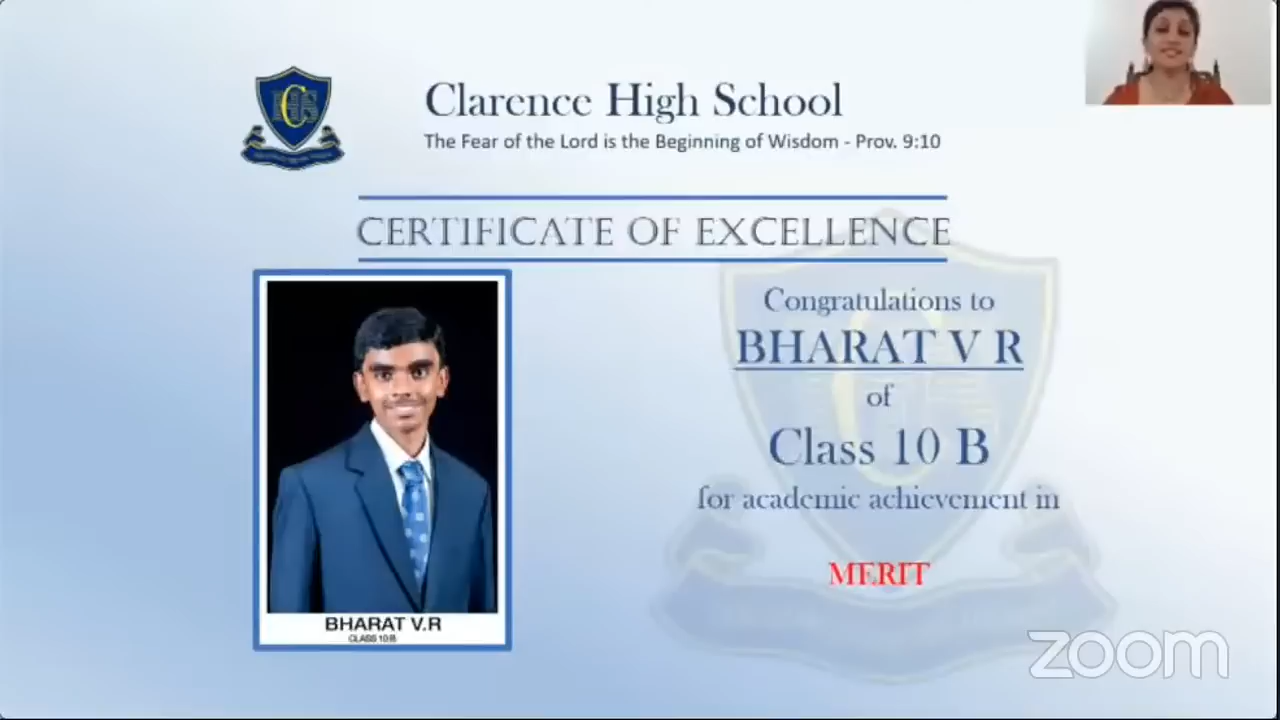 Clarence High School
The Fear of the Lord is the Beginning of Wisdom - Prov. 9:10
CERTIFICATE OF EXCELLENCE
Congratulations to
BHARAT V R
of
Class 10 B
for academic achievement in
MERIT
BHARAT V.R
CLASS 10 B
zoom